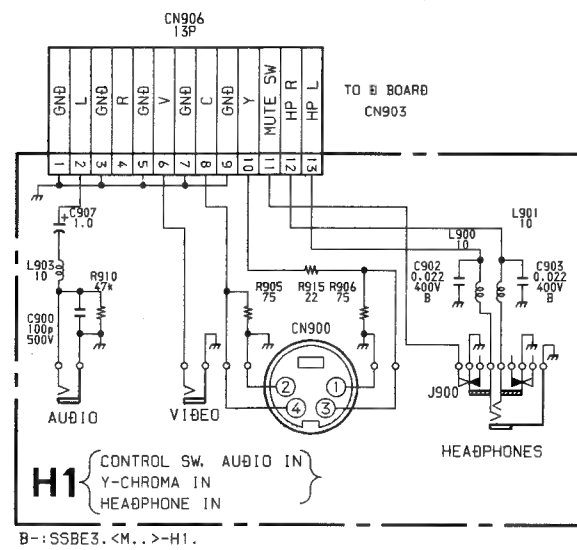 CN906
13P
GND
L
GND
R
GND
V
GND
C
GND
Y
MUTE SW
HP R
HP L
TO B BOARD
CN903
1 2 3 4 5 6 7 8 9 10 11 12 13
C907
1.0
L903
10
R910
47k
C900
100p
500V
R905
75
R915
22
R906
75
L900
10
L901
10
C902
0.022
400V
B
C903
0.022
400V
B
CN900
2
1
4
3
J900
AUDIO
VIDEO
HEADPHONES
H1
CONTROL SW. AUDIO IN
Y-CHROMA IN
HEADPHONE IN
B-:SSBE3.<M..>-H1.